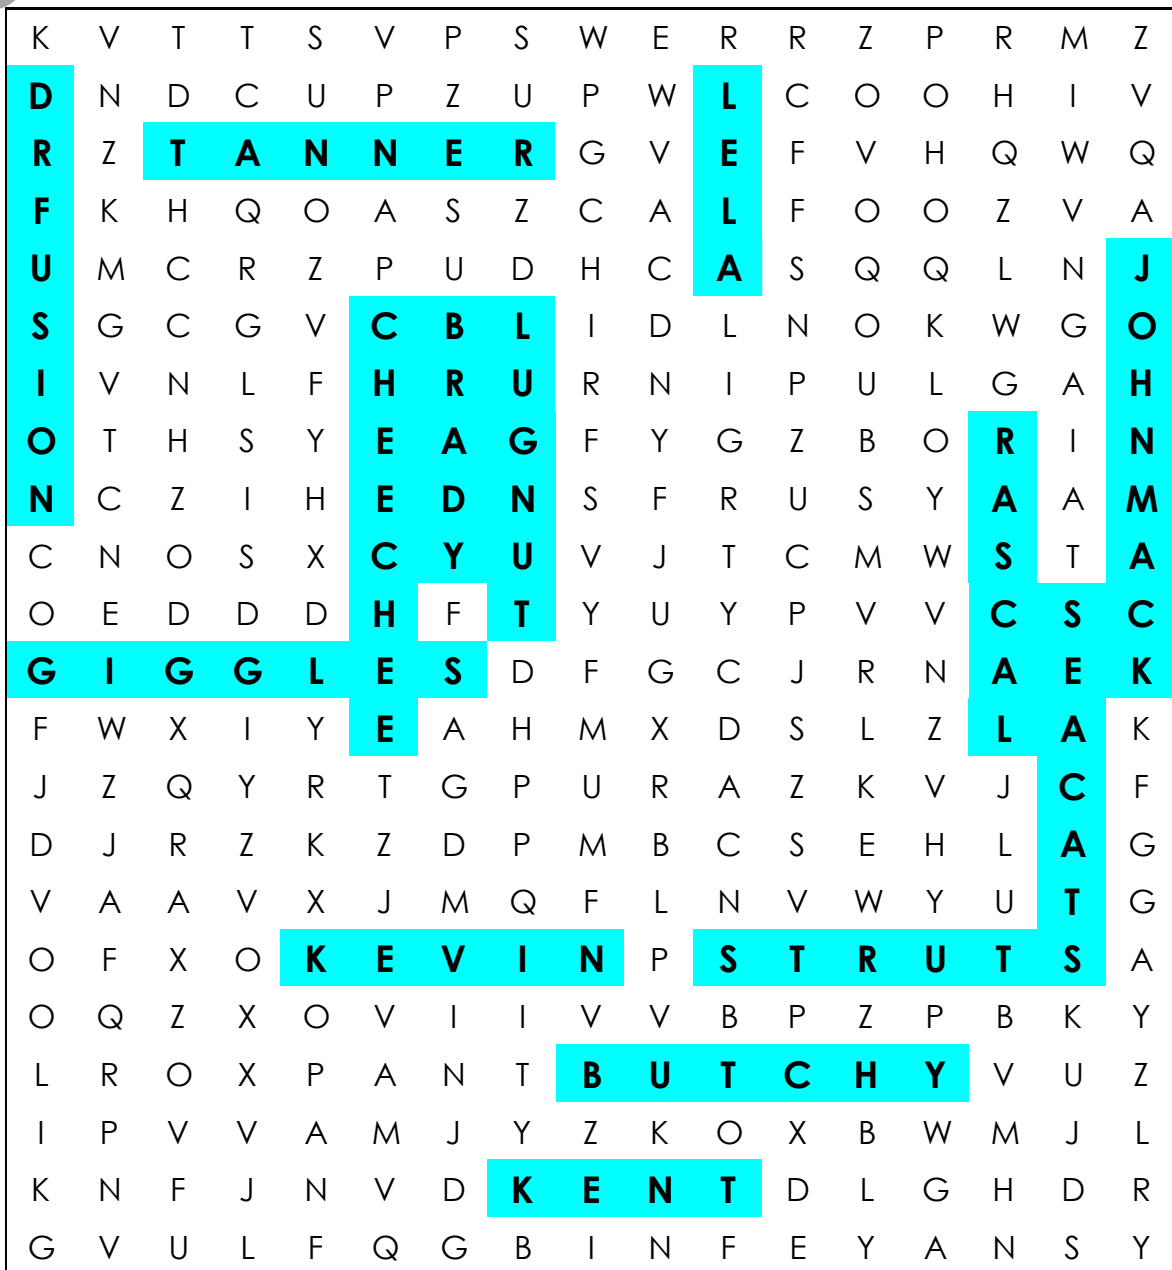 K V T T S V P S W E R R Z P R M Z
D N D C U P Z U P W L C O O H I V
R Z T A N N E R G V E F V H Q W Q
F K H Q O A S Z C A L F O O Z V A
U M C R Z P U D H C A S Q Q L N J
S G C G V C B L I D L N O K W G O
I V N L F H R U R N I P U L G A H
O T H S Y E A G F Y G Z B O R I N
N C Z I H E D N S F R U S Y A A M
C N O S X C Y U V J T C M W S T A
O E D D D H F T Y U Y P V V C S C
G I G G L E S D F G C J R N A E K
F W X I Y E A H M X D S L Z L A K
J Z Q Y R T G P U R A Z K V J C F
D J R Z K Z D P M B C S E H L A G
V A A V X J M Q F L N V W Y U T G
O F X O K E V I N P S T R U T S A
O Q Z X O V I I V V B P Z P B K Y
L R O X P A N T B U T C H Y V U Z
I P V V A M J Y Z K O X B W M J L
K N F J N V D K E N T D L G H D R
G V U L F Q G B I N F E Y A N S Y